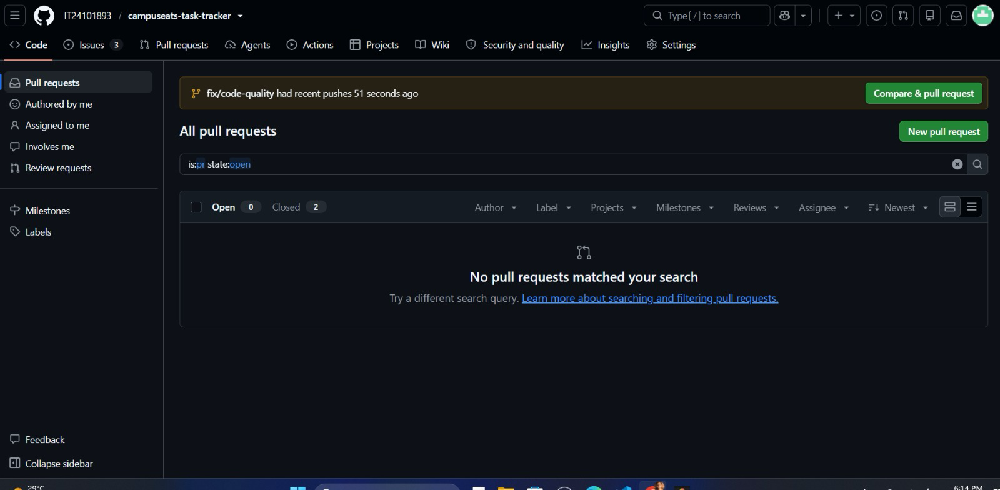 IT24101893 / campuseats-task-tracker
Type / to search
Code
Issues 3
Pull requests
Agents
Actions
Projects
Wiki
Security and quality
Insights
Settings
Pull requests
Authored by me
Assigned to me
Involves me
Review requests
Milestones
Labels
Feedback
Collapse sidebar
fix/code-quality had recent pushes 51 seconds ago
Compare & pull request
All pull requests
New pull request
is:pr state:open
Open 0
Closed 2
Author
Label
Projects
Milestones
Reviews
Assignee
Newest
No pull requests matched your search
Try a different search query. Learn more about searching and filtering pull requests.
29°C
6:14 PM